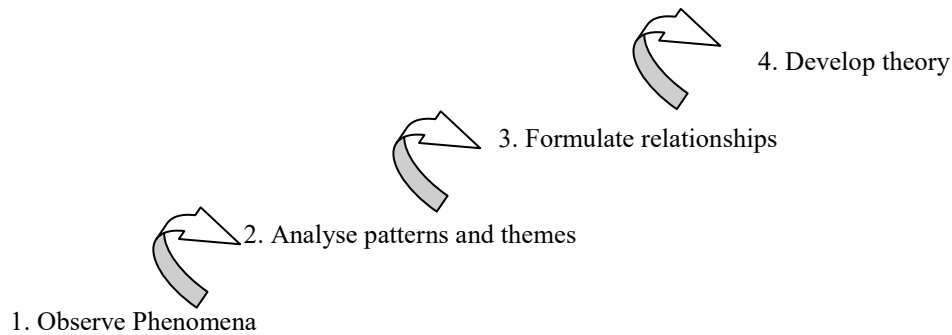 4. Develop theory
3. Formulate relationships
2. Analyse patterns and themes
1. Observe Phenomena